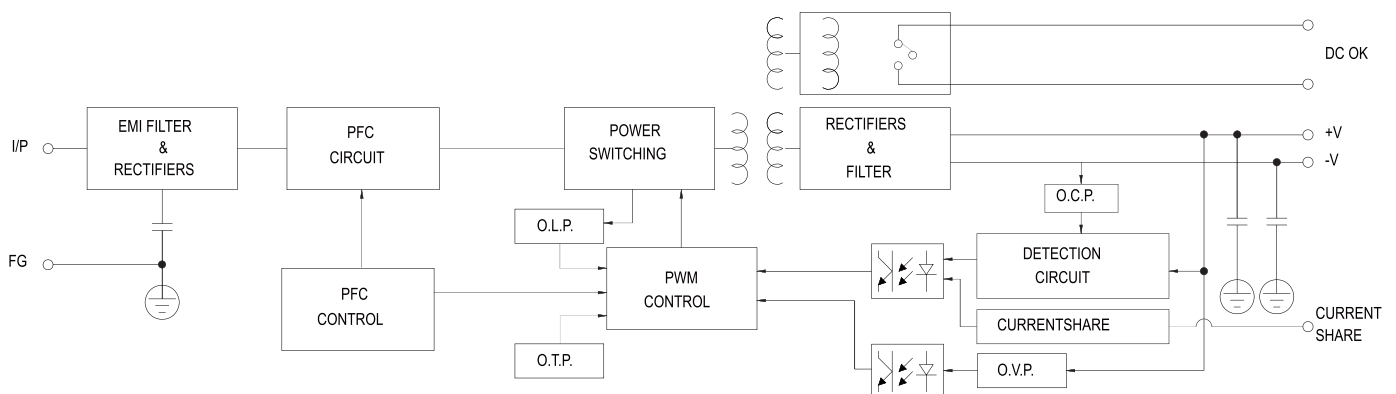 DC OK
EMI FILTER
&
RECTIFIERS
PFC
CIRCUIT
POWER
SWITCHING
RECTIFIERS
&
FILTER
I/P
+V
-V
O.C.P.
O.L.P.
FG
DETECTION
CIRCUIT
PFC
CONTROL
PWM
CONTROL
CURRENTSHARE
CURRENT
SHARE
O.T.P.
O.V.P.